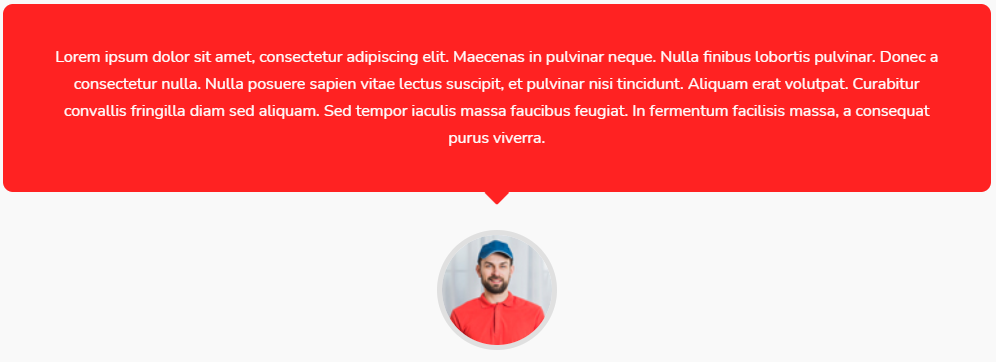 Lorem ipsum dolor sit amet, consectetur adipiscing elit. Maecenas in pulvinar neque. Nulla finibus lobortis pulvinar. Donec a
consectetur nulla. Nulla posuere sapien vitae lectus suscipit, et pulvinar nisi tincidunt. Aliquam erat volutpat. Curabitur
convallis fringilla diam sed aliquam. Sed tempor iaculis massa faucibus feugiat. In fermentum facilisis massa, a consequat
purus viverra.